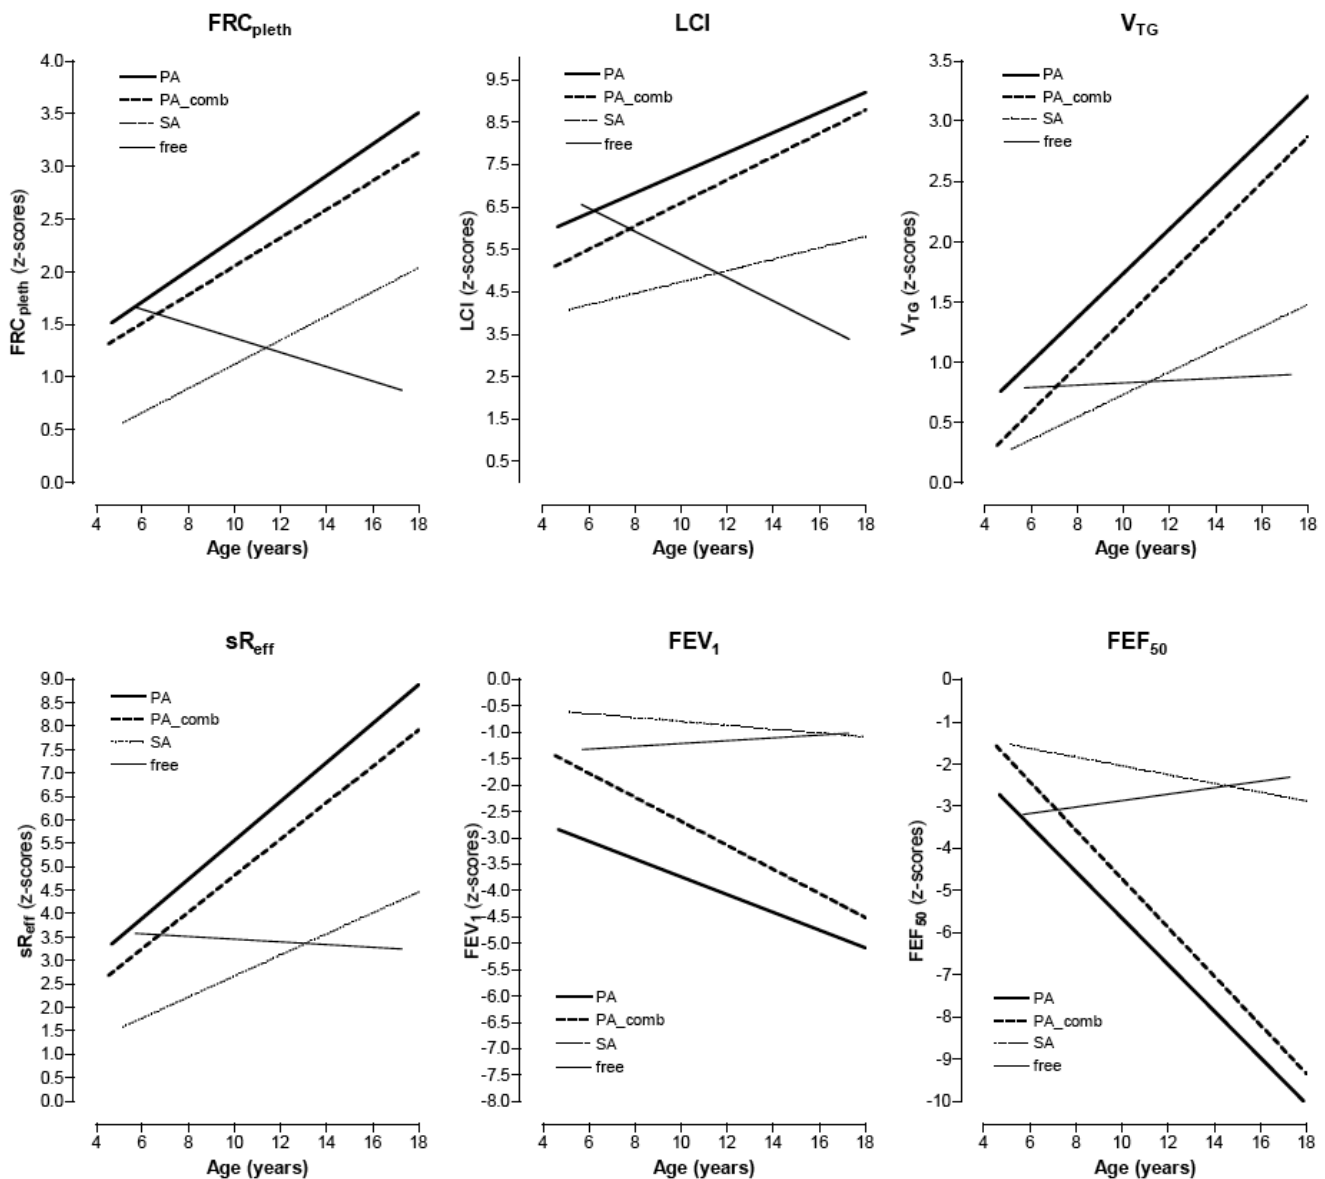 FRCpleth
LCI
VTG
FRCpleth (z-scores)
4.0
3.5
3.0
2.5
2.0
1.5
1.0
0.5
0.0
PA
PA_comb
SA
free
4 6 8 10 12 14 16 18
Age (years)
LCI (z-scores)
9.5
8.5
7.5
6.5
5.5
4.5
3.5
2.5
1.5
0.5
PA
PA_comb
SA
free
4 6 8 10 12 14 16 18
Age (years)
VTG (z-scores)
3.5
3.0
2.5
2.0
1.5
1.0
0.5
0.0
PA
PA_comb
SA
free
4 6 8 10 12 14 16 18
Age (years)
sReff
FEV1
FEF50
sReff (z-scores)
9.0
8.5
8.0
7.5
7.0
6.5
6.0
5.5
5.0
4.5
4.0
3.5
3.0
2.5
2.0
1.5
1.0
0.5
0.0
PA
PA_comb
SA
free
4 6 8 10 12 14 16 18
Age (years)
FEV1 (z-scores)
0.0
-0.5
-1.0
-1.5
-2.0
-2.5
-3.0
-3.5
-4.0
-4.5
-5.0
-5.5
-6.0
-6.5
-7.0
-7.5
-8.0
PA
PA_comb
SA
free
4 6 8 10 12 14 16 18
Age (years)
FEF50 (z-scores)
0
-1
-2
-3
-4
-5
-6
-7
-8
-9
-10
PA
PA_comb
SA
free
4 6 8 10 12 14 16 18
Age (years)